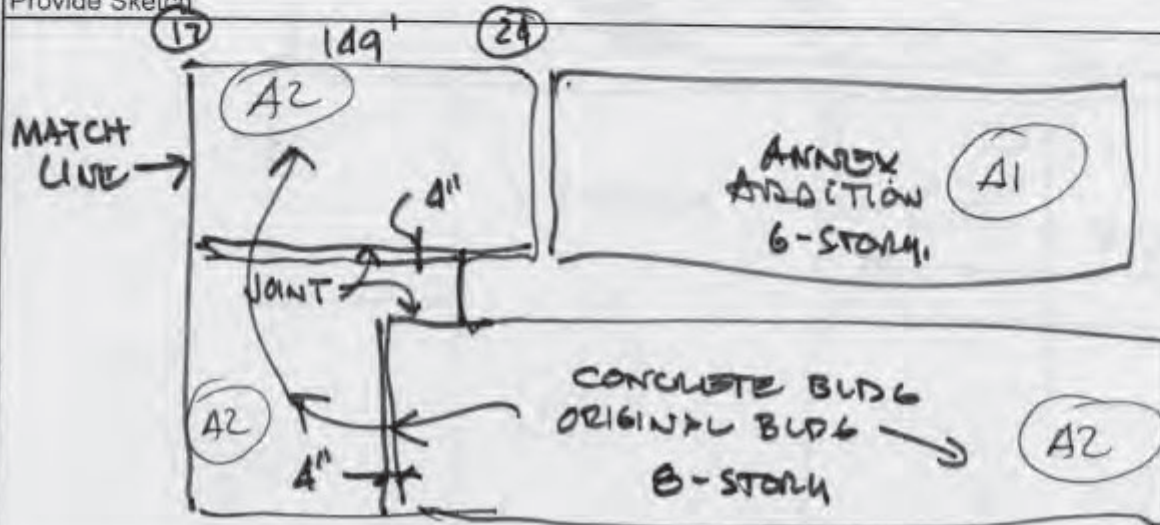 Provide Sketch
17 149' 24
A2
MATCH
LINE
4"
ANNEX
ADDITION
6-STORY.
A1
JOINT
CONCRETE BLDG
ORIGINAL BLDG
8-STORY
A2
A2
4"